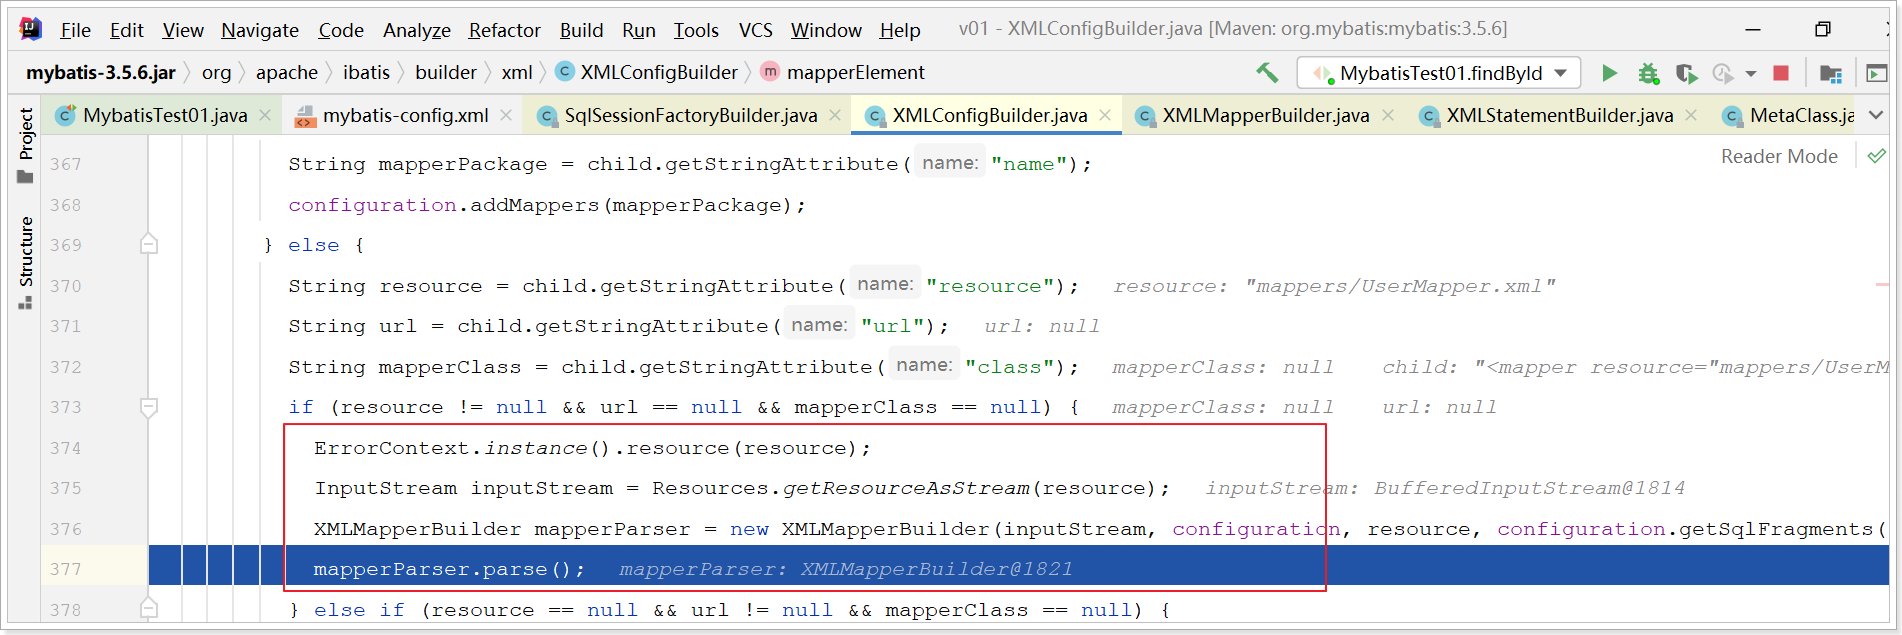 File Edit View Navigate Code Analyze Refactor Build Run Tools VCS Window Help v01 - XMLConfigBuilder.java [Maven: org.mybatis:mybatis:3.5.6]
mybatis-3.5.6.jar org apache ibatis builder xml XMLConfigBuilder mapperElement MybatisTest01.findById
MybatisTest01.java mybatis-config.xml SqlSessionFactoryBuilder.java XMLConfigBuilder.java XMLMapperBuilder.java XMLStatementBuilder.java MetaClass.ja
Project
Structure
Reader Mode
367 String mapperPackage = child.getStringAttribute( name: "name");
368 configuration.addMappers(mapperPackage);
369 } else {
370 String resource = child.getStringAttribute( name: "resource"); resource: "mappers/UserMapper.xml"
371 String url = child.getStringAttribute( name: "url"); url: null
372 String mapperClass = child.getStringAttribute( name: "class"); mapperClass: null child: "<mapper resource="mappers/UserM
373 if (resource != null && url == null && mapperClass == null) { mapperClass: null url: null
374 ErrorContext.instance().resource(resource);
375 InputStream inputStream = Resources.getResourceAsStream(resource); inputStream: BufferedInputStream@1814
376 XMLMapperBuilder mapperParser = new XMLMapperBuilder(inputStream, configuration, resource, configuration.getSqlFragments(
377 mapperParser.parse(); mapperParser: XMLMapperBuilder@1821
378 } else if (resource == null && url != null && mapperClass == null) {